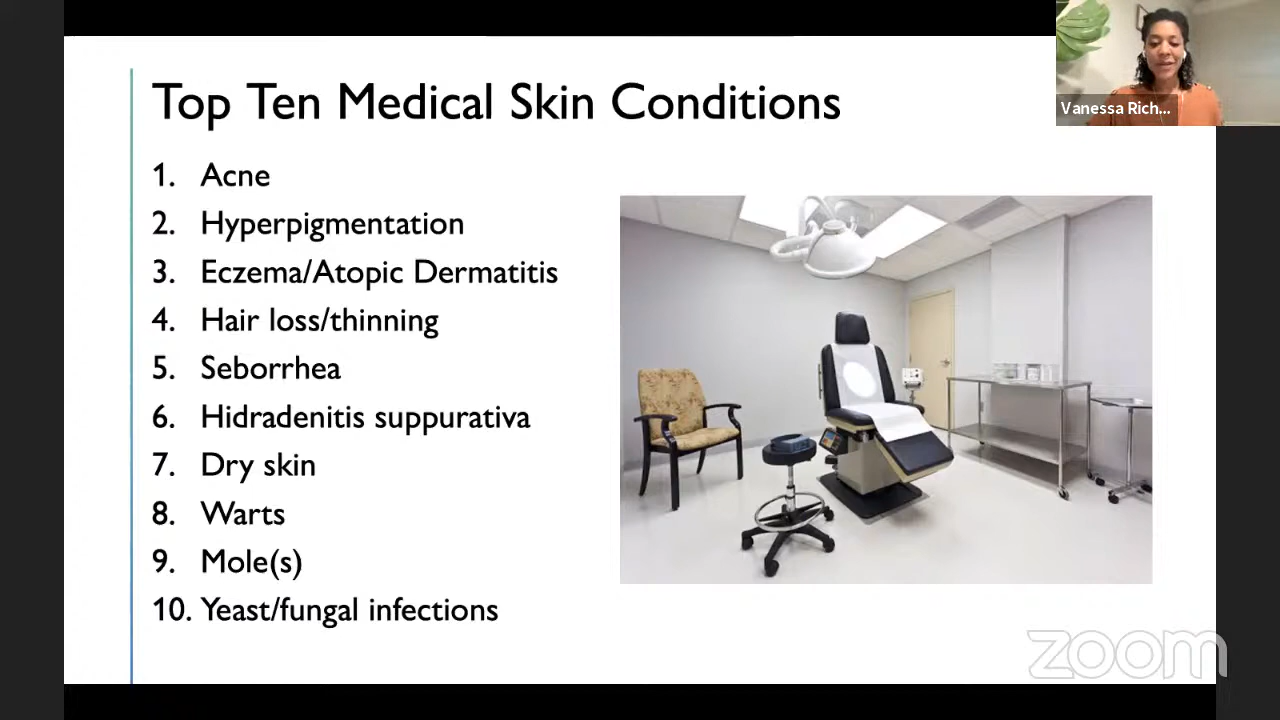 Top Ten Medical Skin Conditions
Vanessa Rich...
1. Acne
2. Hyperpigmentation
3. Eczema/Atopic Dermatitis
4. Hair loss/thinning
5. Seborrhea
6. Hidradenitis suppurativa
7. Dry skin
8. Warts
9. Mole(s)
10. Yeast/fungal infections
zoom